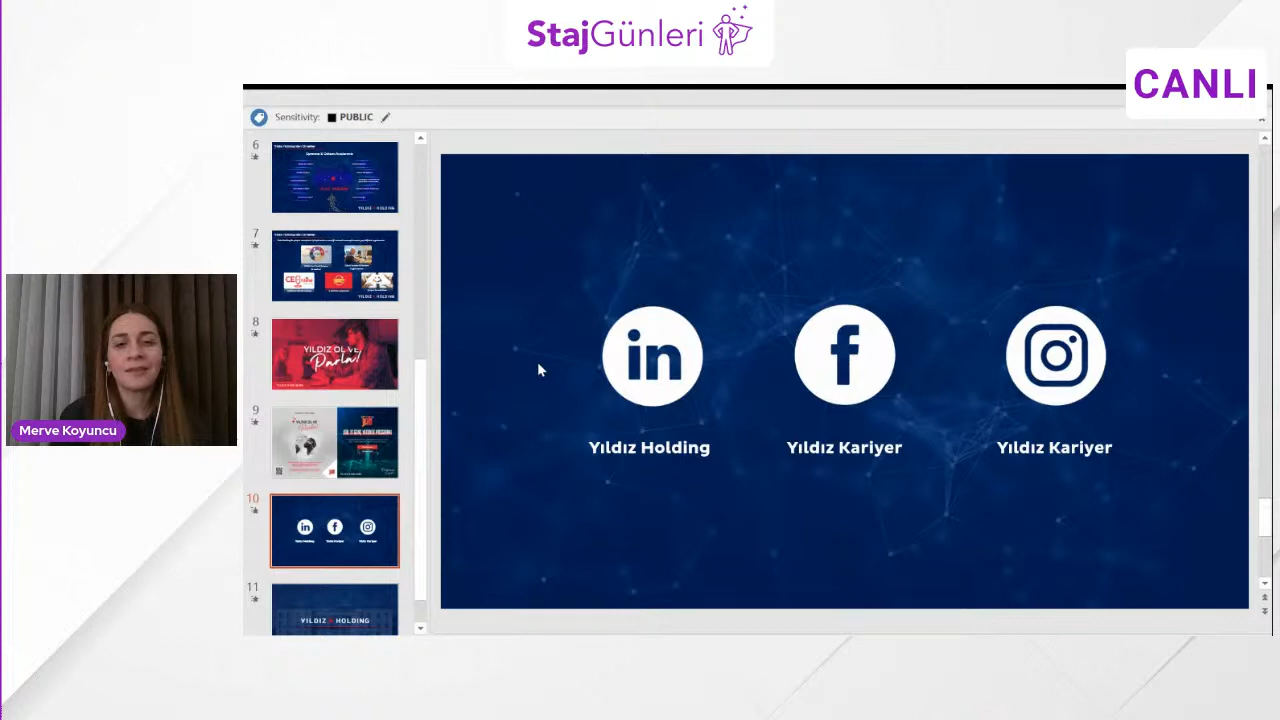 StajGünleri
CANLI
Sensitivity: PUBLIC
6
7
8
YILDIZ OL VE
Parla!
9
10
11
YILDIZ HOLDING
in
f
Yıldız Holding
Yıldız Kariyer
Yıldız Kariyer
Merve Koyuncu